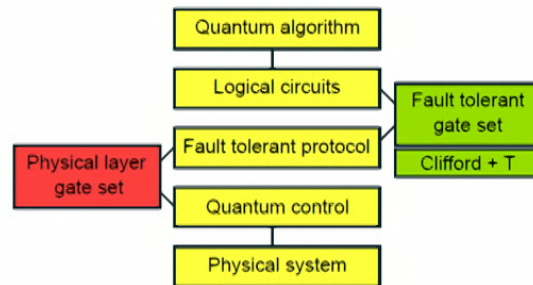 Quantum algorithm
Logical circuits
Fault tolerant
gate set
Fault tolerant protocol
Clifford + T
Physical layer
gate set
Quantum control
Physical system